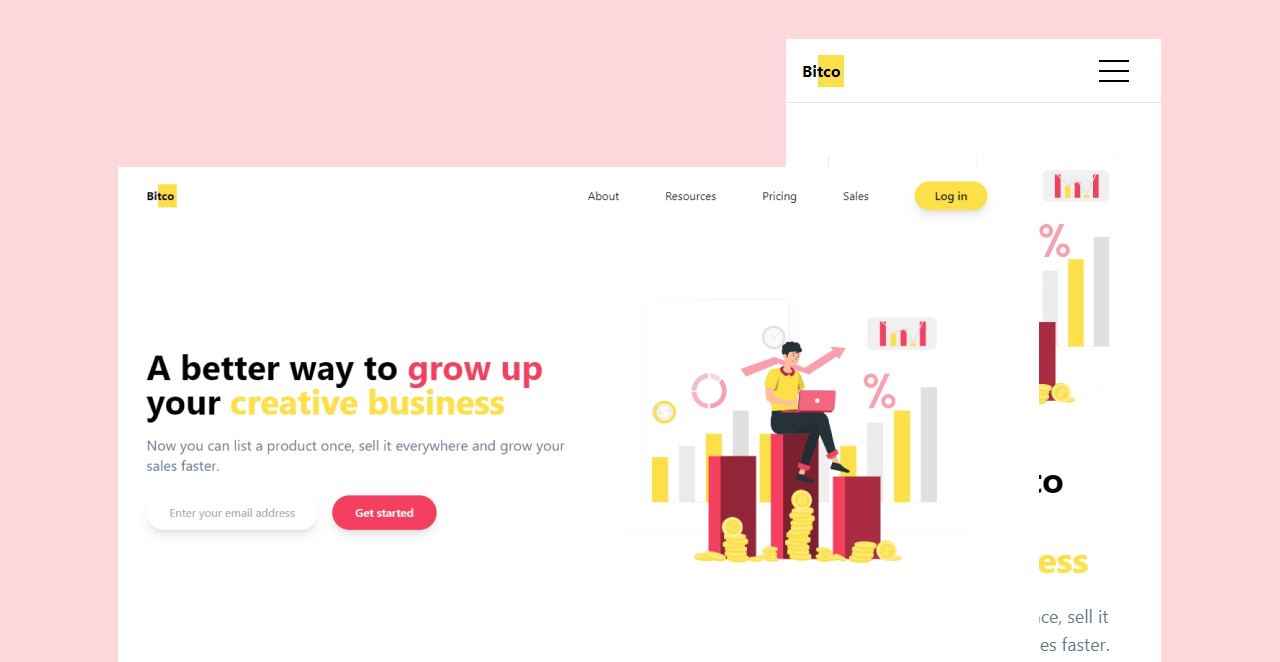 Bitco
Bitco
About Resources Pricing Sales Log in
%
%
A better way to grow up
your creative business
Now you can list a product once, sell it everywhere and grow your
sales faster.
Enter your email address Get started
to
ess
ce, sell it
es faster.